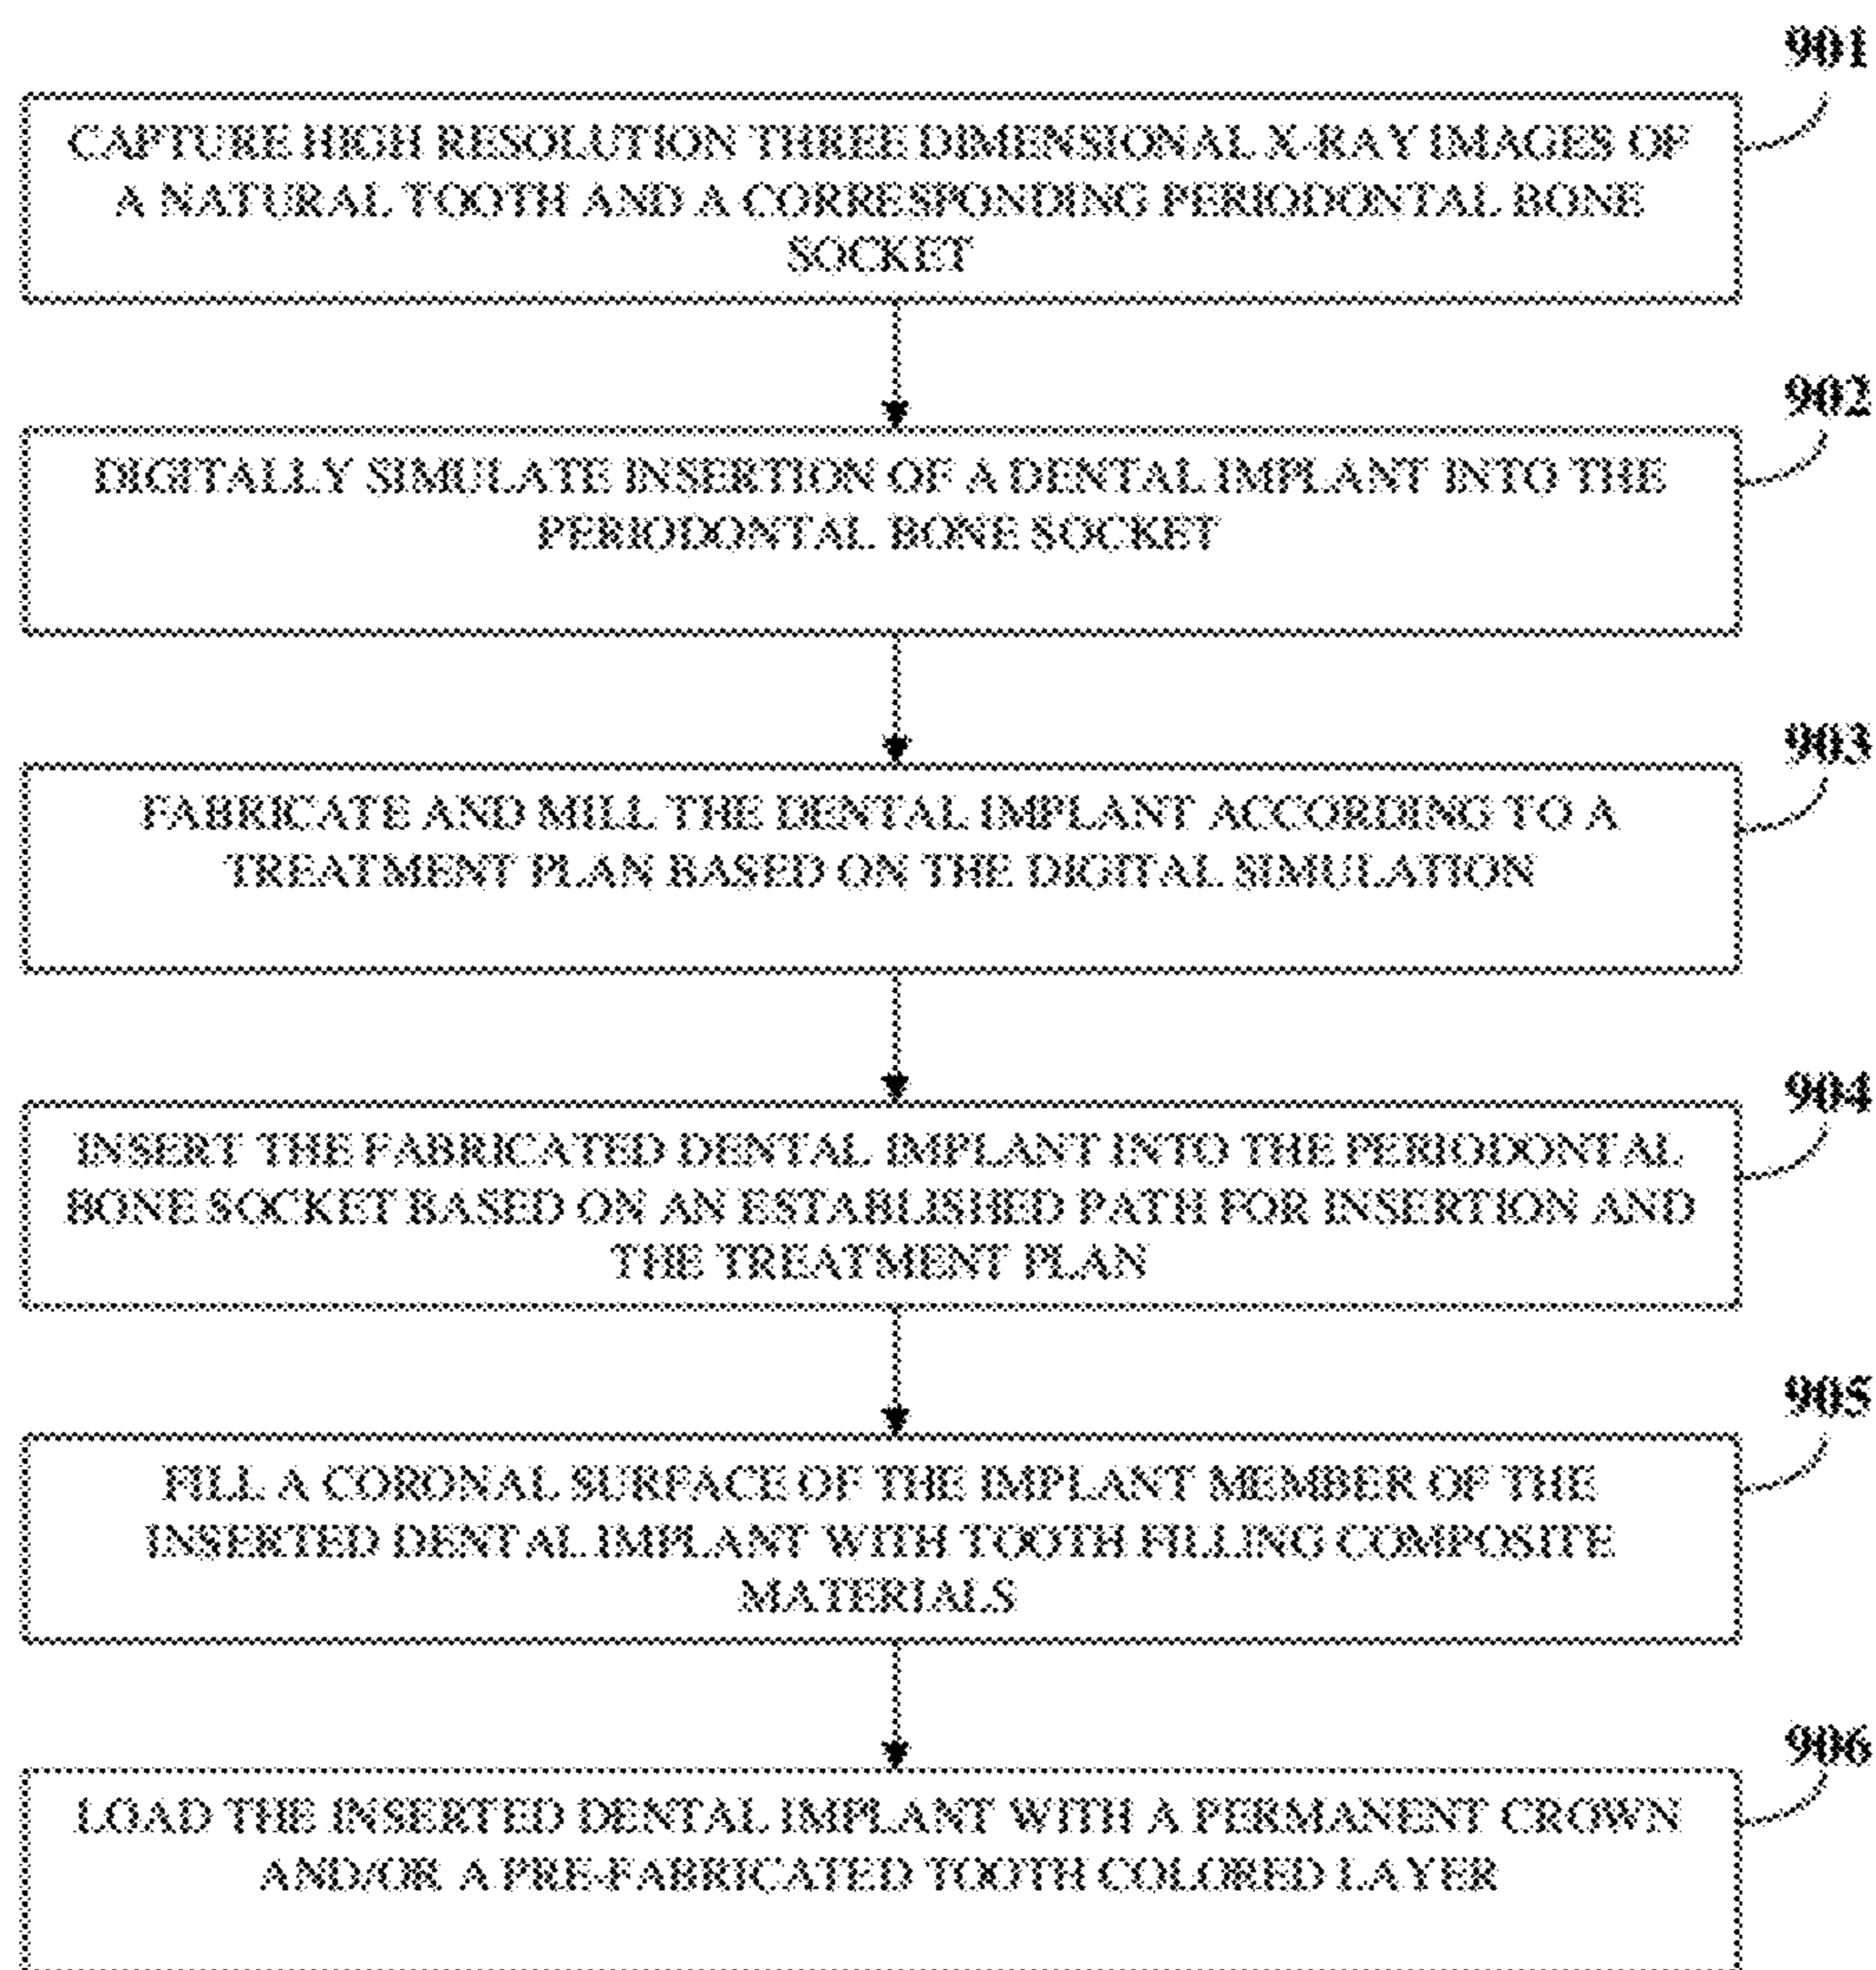 901
CAPTURE HIGH RESOLUTION THREE DIMENSIONAL X-RAY IMAGES OF
A NATURAL TOOTH AND A CORRESPONDING PERIODONTAL BONE
SOCKET
902
DIGITALLY SIMULATE INSERTION OF A DENTAL IMPLANT INTO THE
PERIODONTAL BONE SOCKET
903
FABRICATE AND MILL THE DENTAL IMPLANT ACCORDING TO A
TREATMENT PLAN BASED ON THE DIGITAL SIMULATION
904
INSERT THE FABRICATED DENTAL IMPLANT INTO THE PERIODONTAL
BONE SOCKET BASED ON AN ESTABLISHED PATH FOR INSERTION AND
THE TREATMENT PLAN
905
FILL A CORONAL SURFACE OF THE IMPLANT MEMBER OF THE
INSERTED DENTAL IMPLANT WITH TOOTH FILLING COMPOSITE
MATERIALS
906
LOAD THE INSERTED DENTAL IMPLANT WITH A PERMANENT CROWN
AND/OR A PRE-FABRICATED TOOTH COLORED LAYER